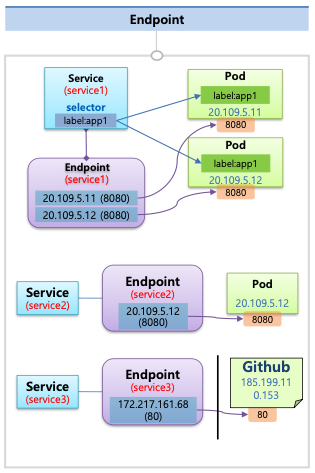 Endpoint
Service
(service1)
selector
label:app1
Pod
label:app1
20.109.5.11
8080
Pod
label:app1
20.109.5.12
8080
Endpoint
(service1)
20.109.5.11 (8080)
20.109.5.12 (8080)
Service
(service2)
Endpoint
(service2)
20.109.5.12
(8080)
Pod
20.109.5.12
8080
Service
(service3)
Endpoint
(service3)
172.217.161.68
(80)
Github
185.199.11
0.153
80